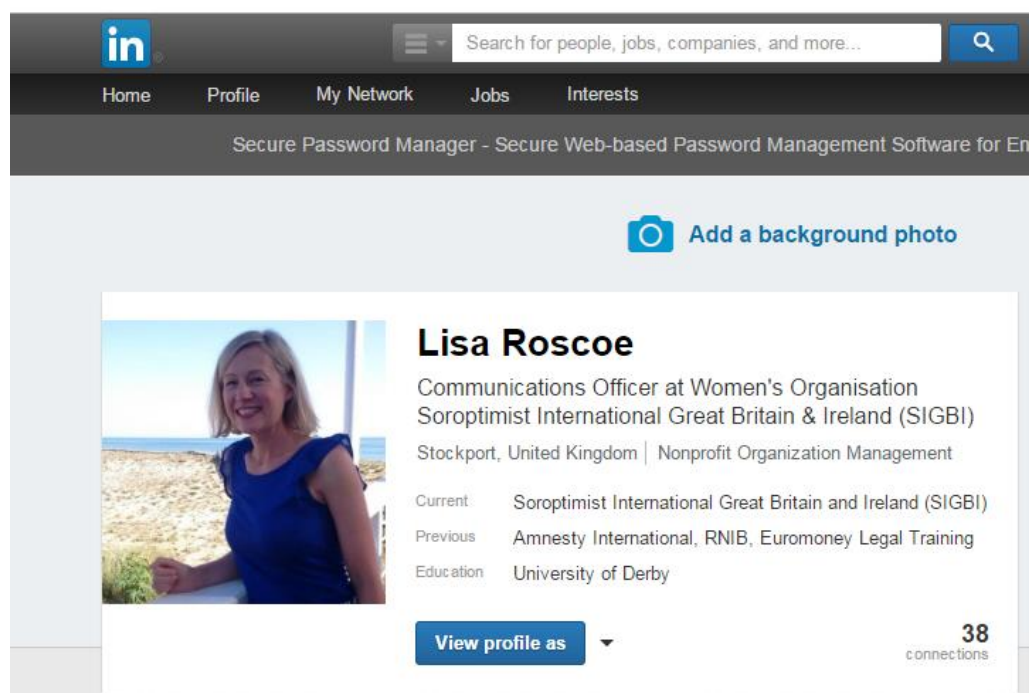 in
Search for people, jobs, companies, and more...
Home Profile My Network Jobs Interests
Secure Password Manager - Secure Web-based Password Management Software for En
Add a background photo
Lisa Roscoe
Communications Officer at Women's Organisation
Soroptimist International Great Britain & Ireland (SIGBI)
Stockport, United Kingdom | Nonprofit Organization Management
Current Soroptimist International Great Britain and Ireland (SIGBI)
Previous Amnesty International, RNIB, Euromoney Legal Training
Education University of Derby
View profile as
38
connections